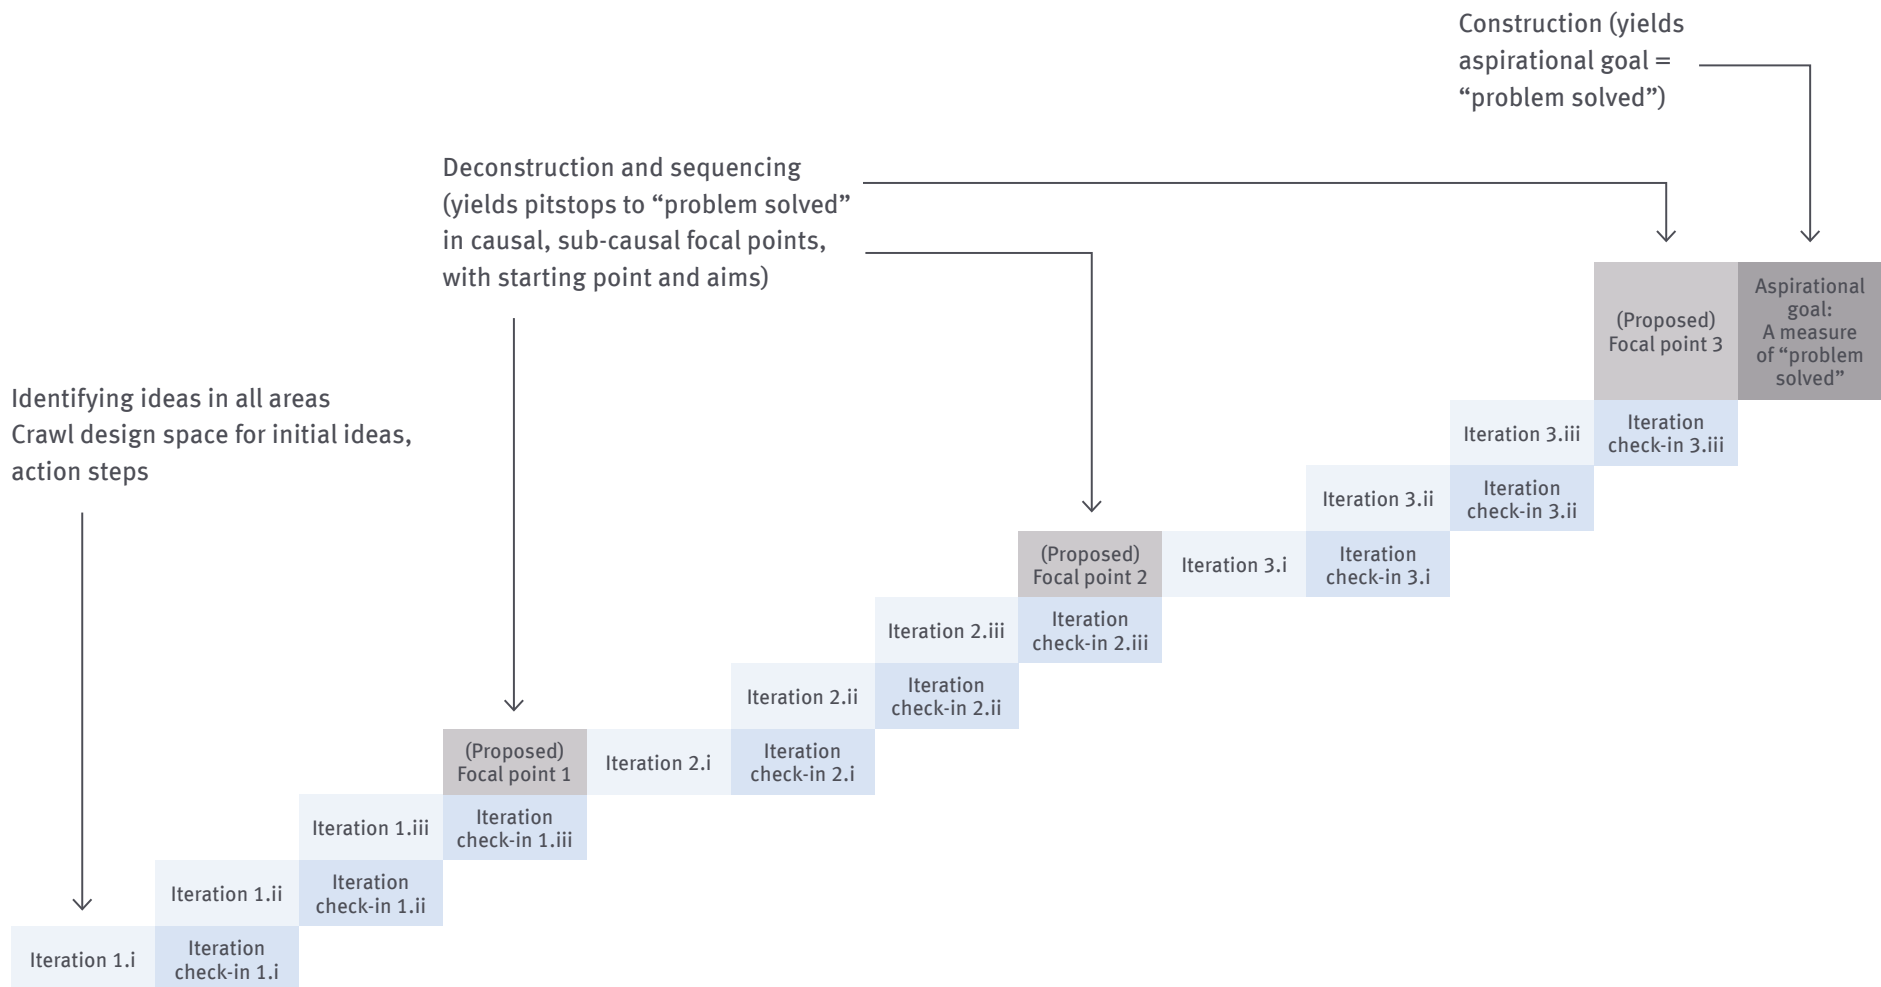 Construction (yields
aspirational goal =
“problem solved”)
Deconstruction and sequencing
(yields pitstops to “problem solved”
in causal, sub-causal focal points,
with starting point and aims)
Identifying ideas in all areas
Crawl design space for initial ideas,
action steps
(Proposed)
Focal point 3
Aspirational
goal:
A measure
of “problem
solved”
Iteration 3.iii
Iteration
check-in 3.iii
Iteration 3.ii
Iteration
check-in 3.ii
(Proposed)
Focal point 2
Iteration 3.i
Iteration
check-in 3.i
Iteration 2.iii
Iteration
check-in 2.iii
Iteration 2.ii
Iteration
check-in 2.ii
(Proposed)
Focal point 1
Iteration 2.i
Iteration
check-in 2.i
Iteration 1.iii
Iteration
check-in 1.iii
Iteration 1.ii
Iteration
check-in 1.ii
Iteration 1.i
Iteration
check-in 1.i